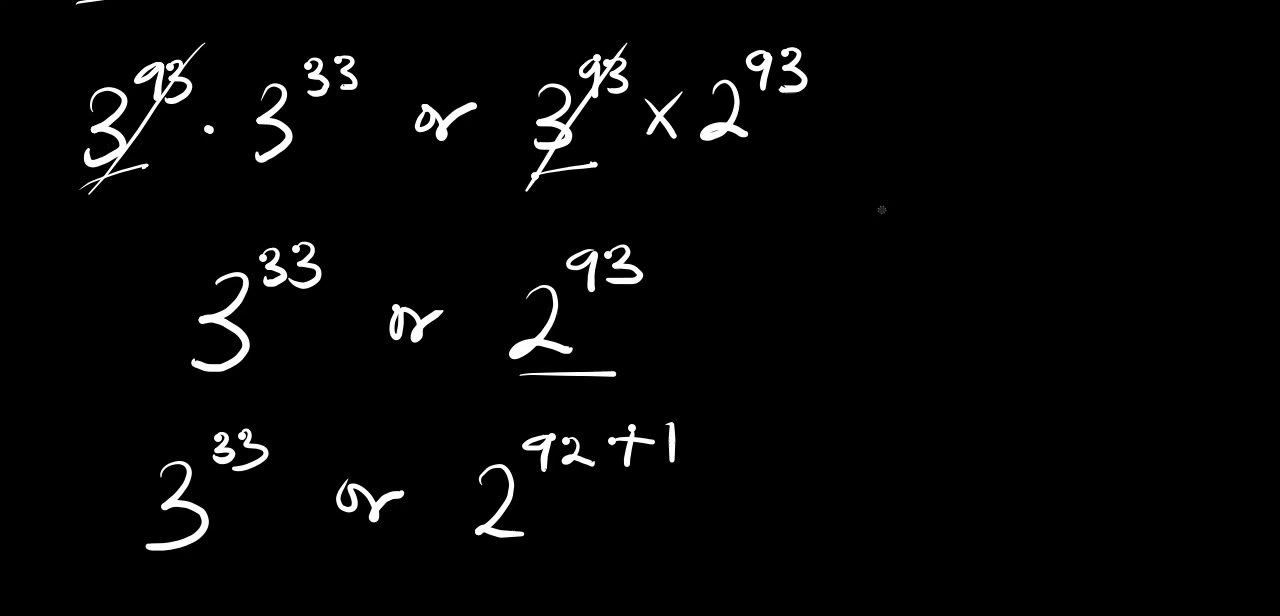 3^93 · 3^33 or 3^93 × 2^93
3^33 or 2^93
3^33 or 2^92+1